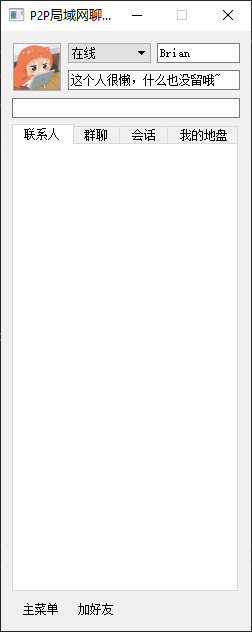 P2P局域网聊...
在线 Brian
这个人很懒，什么也没留哦~
联系人 群聊 会话 我的地盘
主菜单 加好友